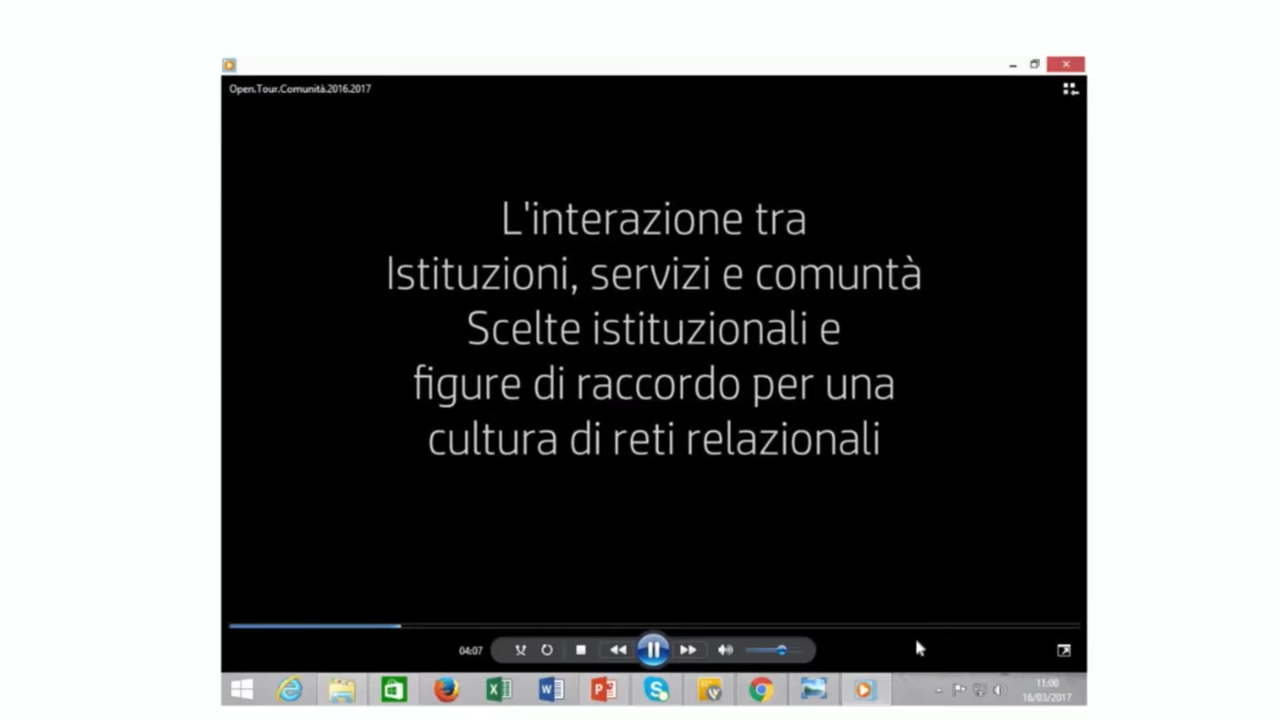 Open.Tour.Comunità.2016.2017
L'interazione tra
Istituzioni, servizi e comuntà
Scelte istituzionali e
figure di raccordo per una
cultura di reti relazionali
04:07
11:00
16/03/2017